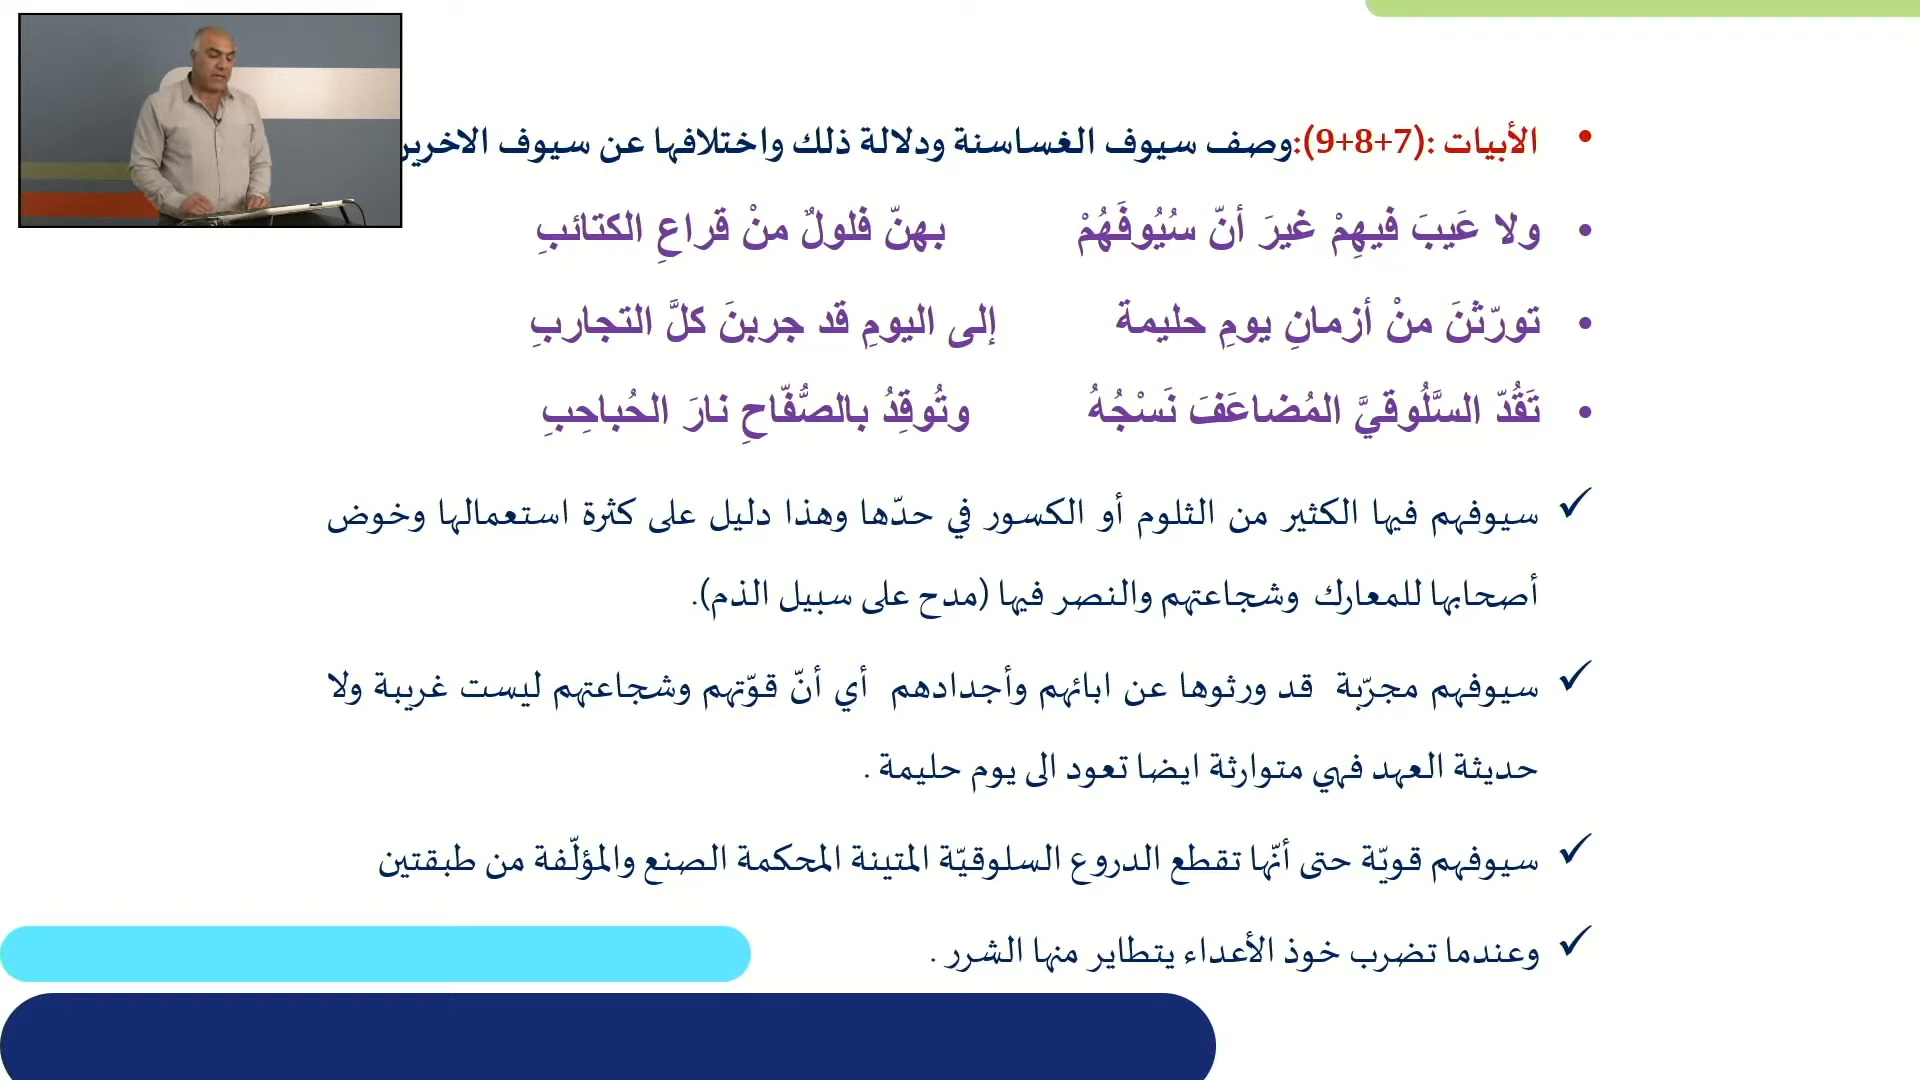 الأبيات :(7+8+9):وصف سيوف الغساسنة ودلالة ذلك واختلافها عن سيوف الاخرين
ولا عَيبَ فيهِمْ غيرَ أنّ سيُوفَهُمْ بهنّ فلولٌ منْ قراعِ الكتائبِ
تورّثنَ منْ أزمانِ يومِ حليمة إلى اليومِ قد جربنَ كلَّ التجاربِ
تَقُدّ السَّلُوقيَّ المُضاعَفَ نَسْجُهُ وتُوقِدُ بالصُّفّاحِ نارَ الحُباحِبِ
سيوفهم فيها الكثير من الثلوم أو الكسور في حدّها وهذا دليل على كثرة استعمالها وخوض
أصحابها للمعارك وشجاعتهم والنصر فيها (مدح على سبيل الذم).
سيوفهم مجرّبة قد ورثوها عن ابائهم وأجدادهم أي أنّ قوّتهم وشجاعتهم ليست غريبة ولا
حديثة العهد فهي متوارثة ايضا تعود الى يوم حليمة .
سيوفهم قويّة حتى أنّها تقطع الدروع السلوقيّة المتينة المحكمة الصنع والمؤلّفة من طبقتين
وعندما تضرب خوذ الأعداء يتطاير منها الشرر .